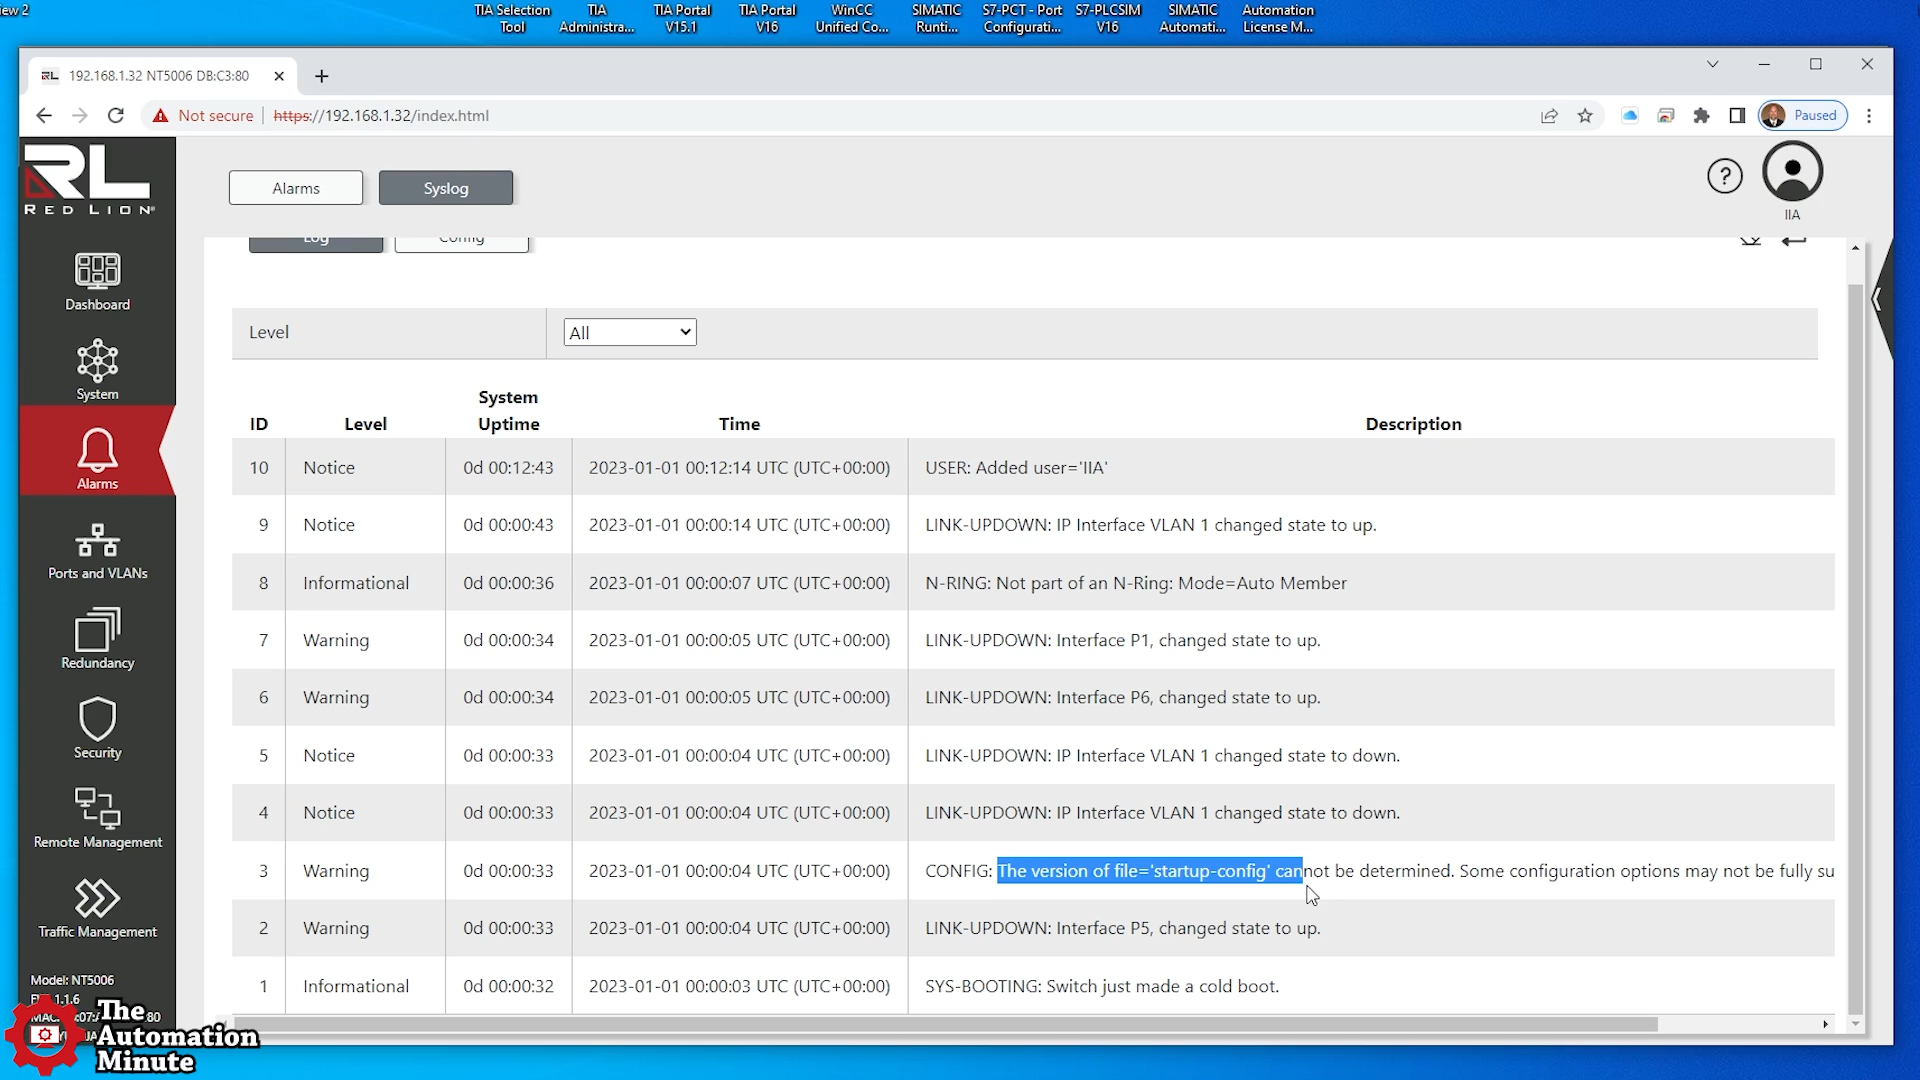 iew 2
TIA Selection Tool
TIA Administra...
TIA Portal V15.1
TIA Portal V16
WinCC Unified Co...
SIMATIC Runti...
S7-PCT - Port Configurati...
S7-PLCSIM V16
SIMATIC Automati...
Automation License M...
RL 192.168.1.32 NT5006 DB:C3:80
Not secure https://192.168.1.32/index.html
Paused
RL
RED LION®
Alarms
Syslog
?
IIA
Log
Config
Dashboard
System
Alarms
Ports and VLANs
Redundancy
Security
Remote Management
Traffic Management
Level
All
ID Level System Uptime Time Description
10 Notice 0d 00:12:43 2023-01-01 00:12:14 UTC (UTC+00:00) USER: Added user='IIA'
9 Notice 0d 00:00:43 2023-01-01 00:00:14 UTC (UTC+00:00) LINK-UPDOWN: IP Interface VLAN 1 changed state to up.
8 Informational 0d 00:00:36 2023-01-01 00:00:07 UTC (UTC+00:00) N-RING: Not part of an N-Ring: Mode=Auto Member
7 Warning 0d 00:00:34 2023-01-01 00:00:05 UTC (UTC+00:00) LINK-UPDOWN: Interface P1, changed state to up.
6 Warning 0d 00:00:34 2023-01-01 00:00:05 UTC (UTC+00:00) LINK-UPDOWN: Interface P6, changed state to up.
5 Notice 0d 00:00:33 2023-01-01 00:00:04 UTC (UTC+00:00) LINK-UPDOWN: IP Interface VLAN 1 changed state to down.
4 Notice 0d 00:00:33 2023-01-01 00:00:04 UTC (UTC+00:00) LINK-UPDOWN: IP Interface VLAN 1 changed state to down.
3 Warning 0d 00:00:33 2023-01-01 00:00:04 UTC (UTC+00:00) CONFIG: The version of file='startup-config' cannot be determined. Some configuration options may not be fully su
2 Warning 0d 00:00:33 2023-01-01 00:00:04 UTC (UTC+00:00) LINK-UPDOWN: Interface P5, changed state to up.
1 Informational 0d 00:00:32 2023-01-01 00:00:03 UTC (UTC+00:00) SYS-BOOTING: Switch just made a cold boot.
Model: NT5006
1.1.6
The
Automation
Minute